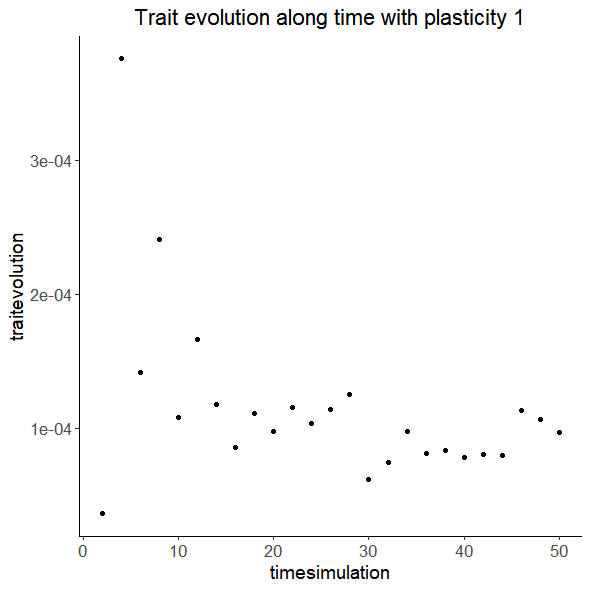 Trait evolution along time with plasticity 1
3e-04
2e-04
1e-04
traitevolution
0 10 20 30 40 50
timesimulation